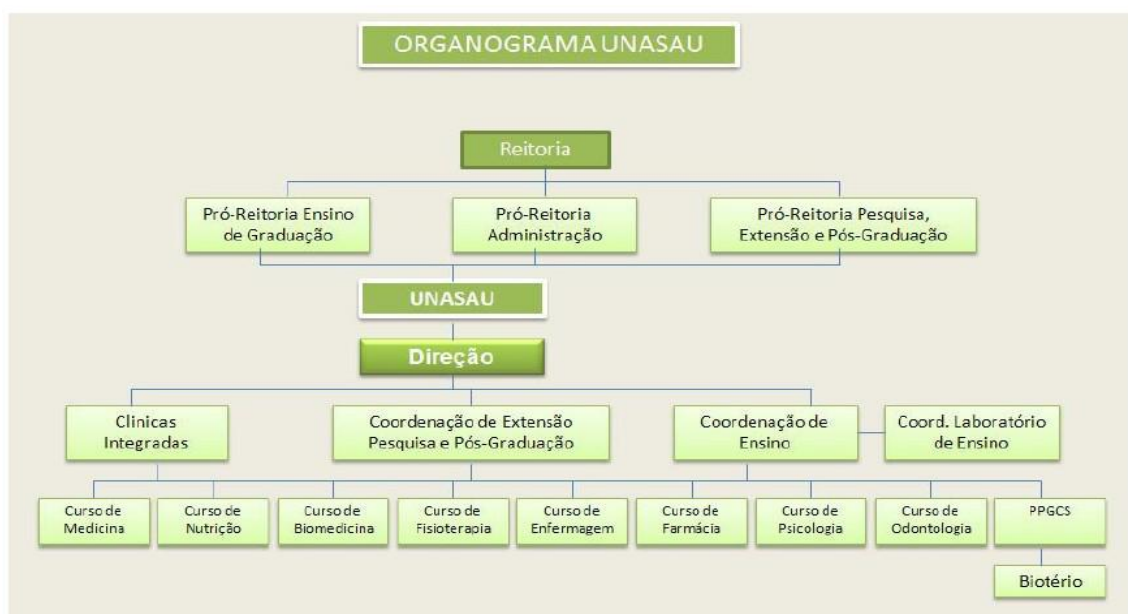 ORGANOGRAMA UNASAU
Reitoria
Pró-Reitoria Ensino
de Graduação
Pró-Reitoria
Administração
Pró-Reitoria Pesquisa,
Extensão e Pós-Graduação
UNASAU
Direção
Clinicas
Integradas
Coordenação de Extensão
Pesquisa e Pós-Graduação
Coordenação de
Ensino
Coord. Laboratório
de Ensino
Curso de
Medicina
Curso de
Nutrição
Curso de
Biomedicina
Curso de
Fisioterapia
Curso de
Enfermagem
Curso de
Farmácia
Curso de
Psicologia
Curso de
Odontologia
PPGCS
Biotério